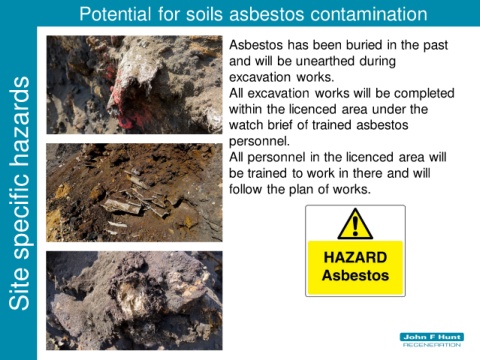 Potential for soils asbestos contamination
Site specific hazards
Asbestos has been buried in the past
and will be unearthed during
excavation works.
All excavation works will be completed
within the licenced area under the
watch brief of trained asbestos
personnel.
All personnel in the licenced area will
be trained to work in there and will
follow the plan of works.
HAZARD
Asbestos
John F Hunt
REGENERATION